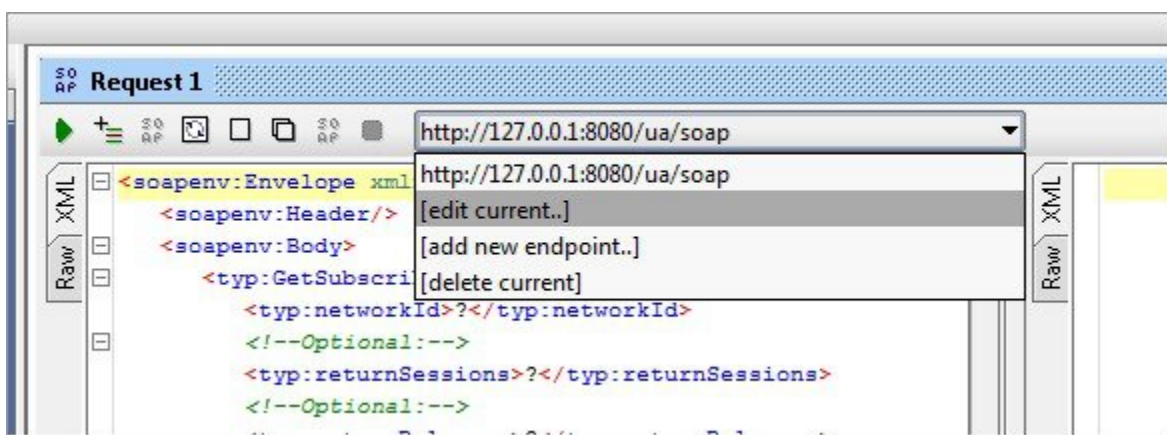 SO AP Request 1
SO AP SO AP http://127.0.0.1:8080/ua/soap
http://127.0.0.1:8080/ua/soap
[edit current..]
[add new endpoint..]
[delete current]
XML
Raw
<soapenv:Envelope xml
<soapenv:Header/>
<soapenv:Body>
<typ:GetSubscri
<typ:networkId>?</typ:networkId>
<!--Optional:-->
<typ:returnSessions>?</typ:returnSessions>
<!--Optional:-->
XML
Raw